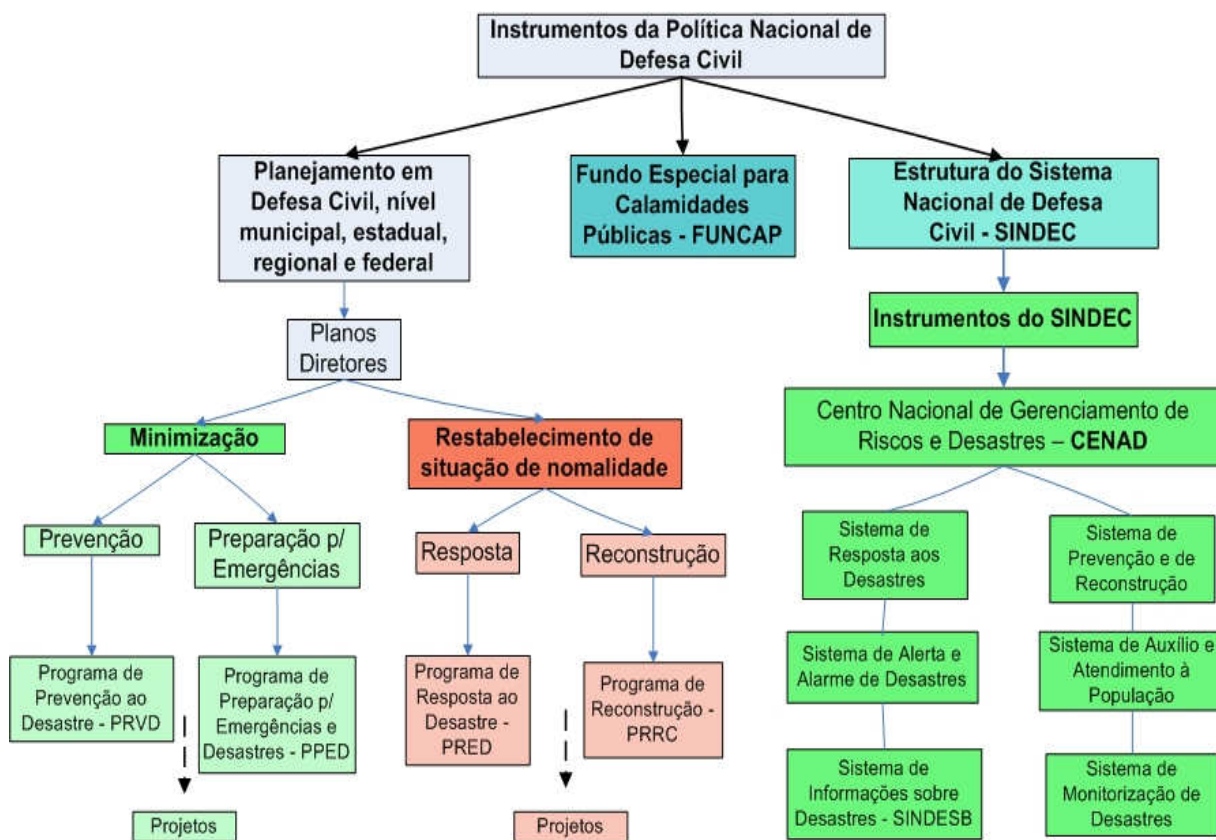 Instrumentos da Política Nacional de
Defesa Civil
Planejamento em
Defesa Civil, nível
municipal, estadual,
regional e federal
Fundo Especial para
Calamidades
Públicas - FUNCAP
Estrutura do Sistema
Nacional de Defesa
Civil - SINDEC
Planos
Diretores
Instrumentos do SINDEC
Minimização
Restabelecimento de
situação de nomalidade
Centro Nacional de Gerenciamento de
Riscos e Desastres – CENAD
Prevenção
Preparação p/
Emergências
Resposta
Reconstrução
Sistema de
Resposta aos
Desastres
Sistema de
Prevenção e de
Reconstrução
Programa de
Prevenção ao
Desastre - PRVD
Programa de
Preparação p/
Emergências e
Desastres - PPED
Programa de
Resposta ao
Desastre -
PRED
Programa de
Reconstrução -
PRRC
Sistema de Alerta e
Alarme de Desastres
Sistema de Auxílio e
Atendimento à
População
Sistema de
Informações sobre
Desastres - SINDESB
Sistema de
Monitorização de
Desastres
Projetos
Projetos